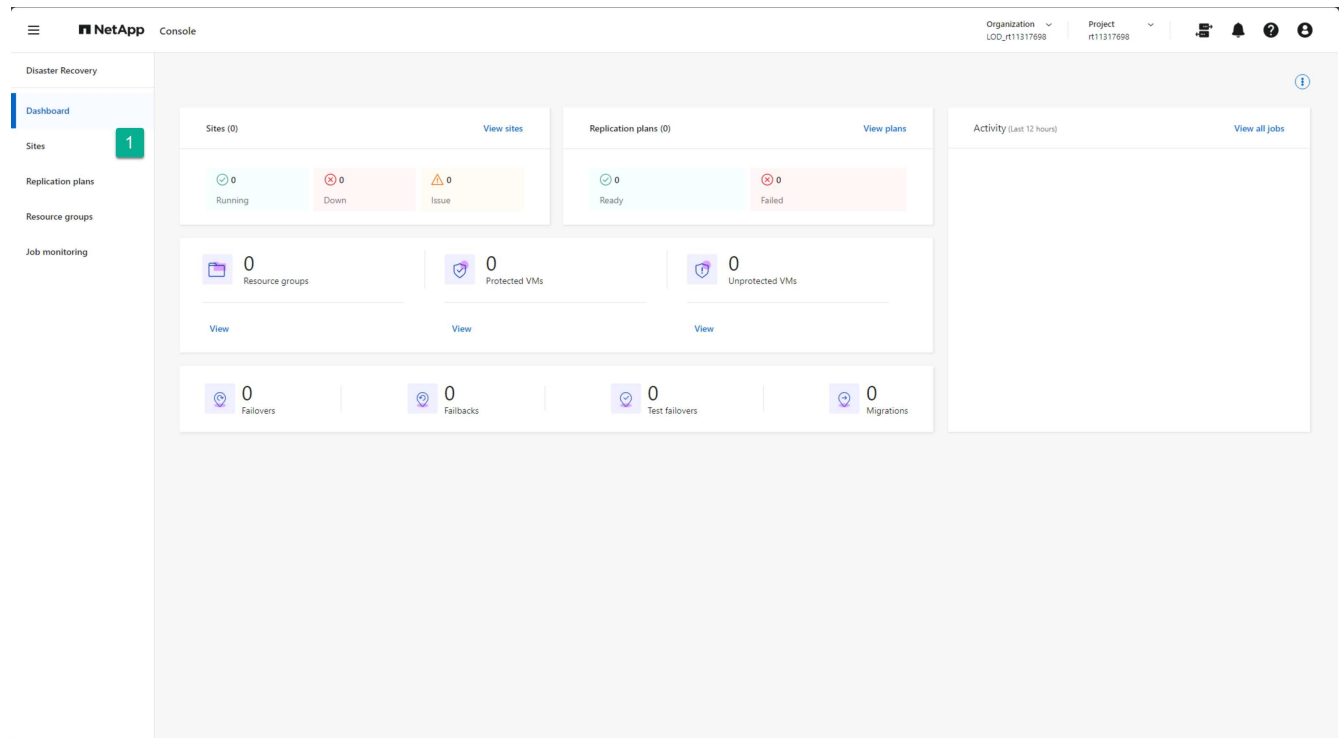 NetApp Console
Organization
LOD_rt11317698
Project
rt11317698
Disaster Recovery
Dashboard
Sites
1
Replication plans
Resource groups
Job monitoring
Sites (0)
View sites
0
Running
0
Down
0
Issue
Replication plans (0)
View plans
0
Ready
0
Failed
Activity (Last 12 hours)
View all jobs
0
Resource groups
View
0
Protected VMs
View
0
Unprotected VMs
View
0
Failovers
0
Failbacks
0
Test failovers
0
Migrations